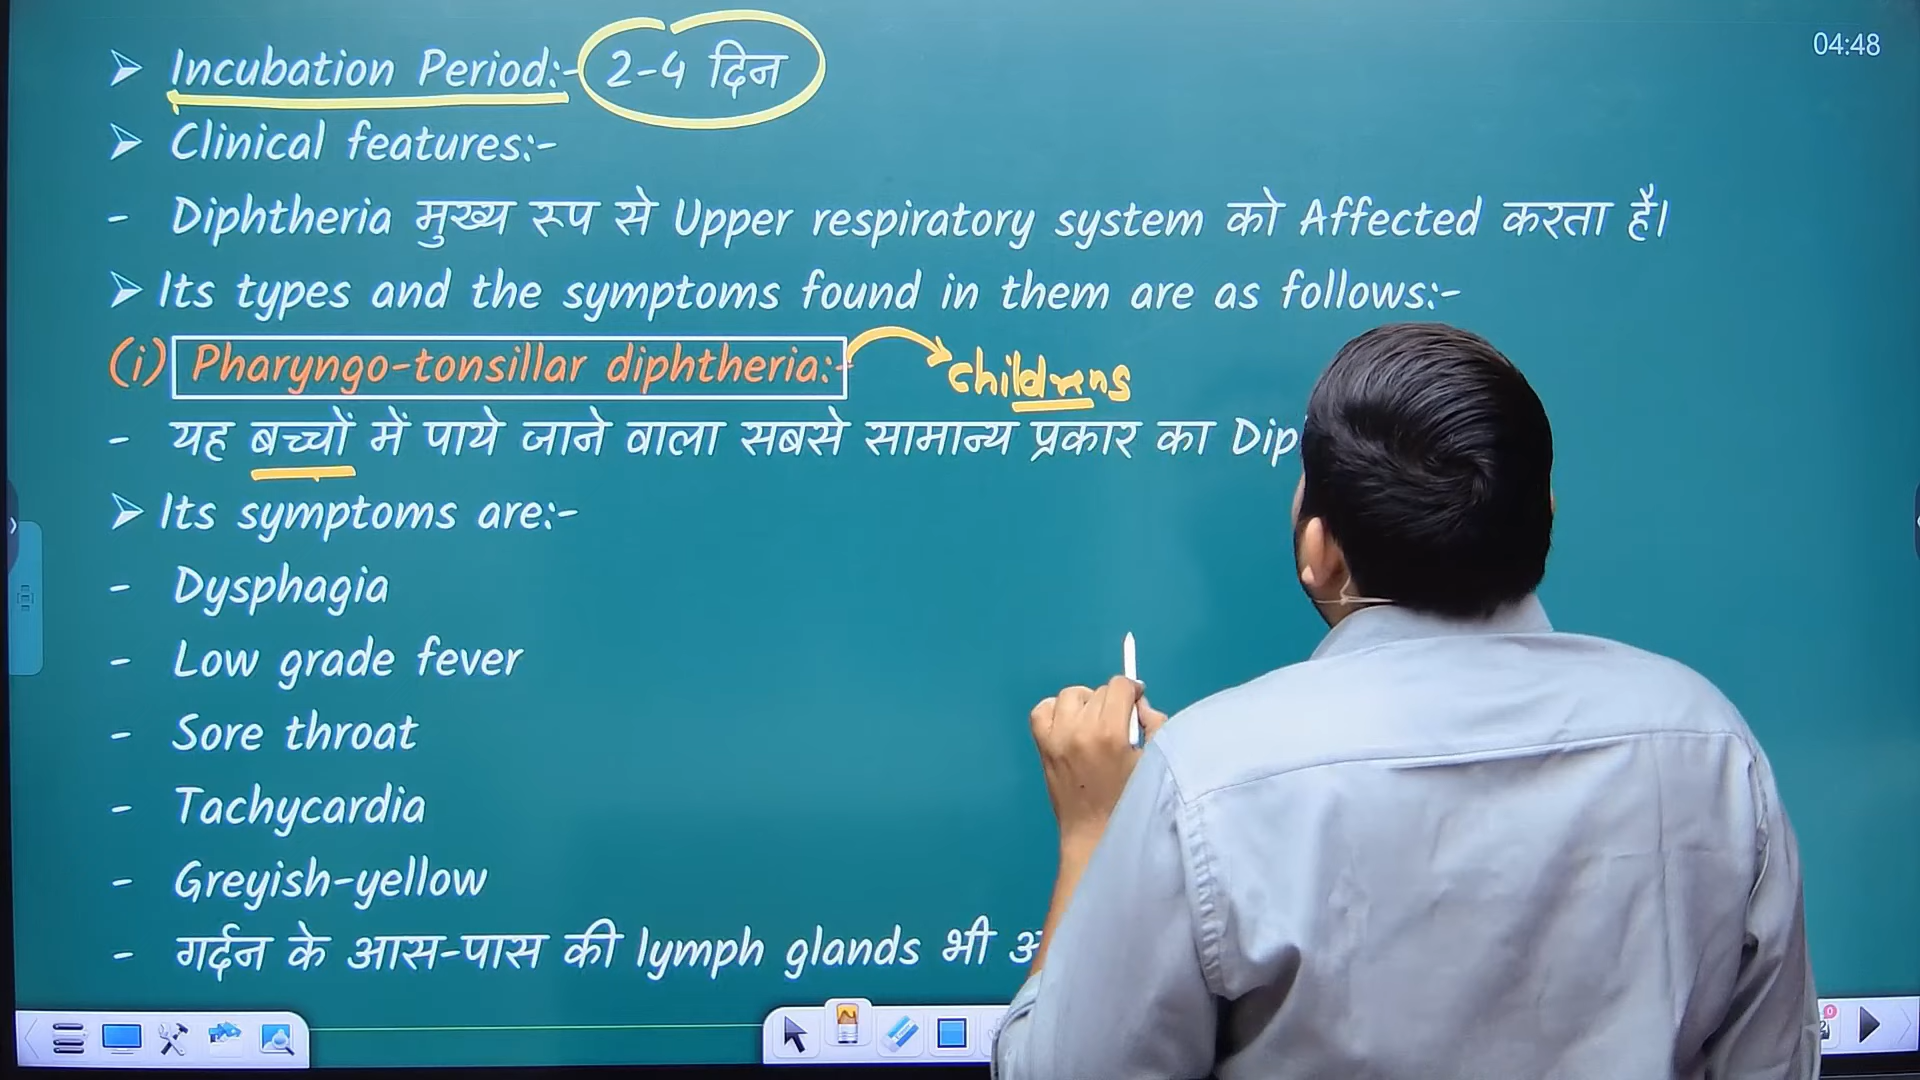 04:48
➤ Incubation Period:- 2-4 दिन
➤ Clinical features:-
- Diphtheria मुख्य रूप से Upper respiratory system को Affected करता है।
➤ Its types and the symptoms found in them are as follows:-
(i) Pharyngo-tonsillar diphtheria:- childrens
- यह बच्चों में पाये जाने वाला सबसे सामान्य प्रकार का
➤ Its symptoms are:-
- Dysphagia
- Low grade fever
- Sore throat
- Tachycardia
- Greyish-yellow
- गर्दन के आस-पास की lymph glands भी